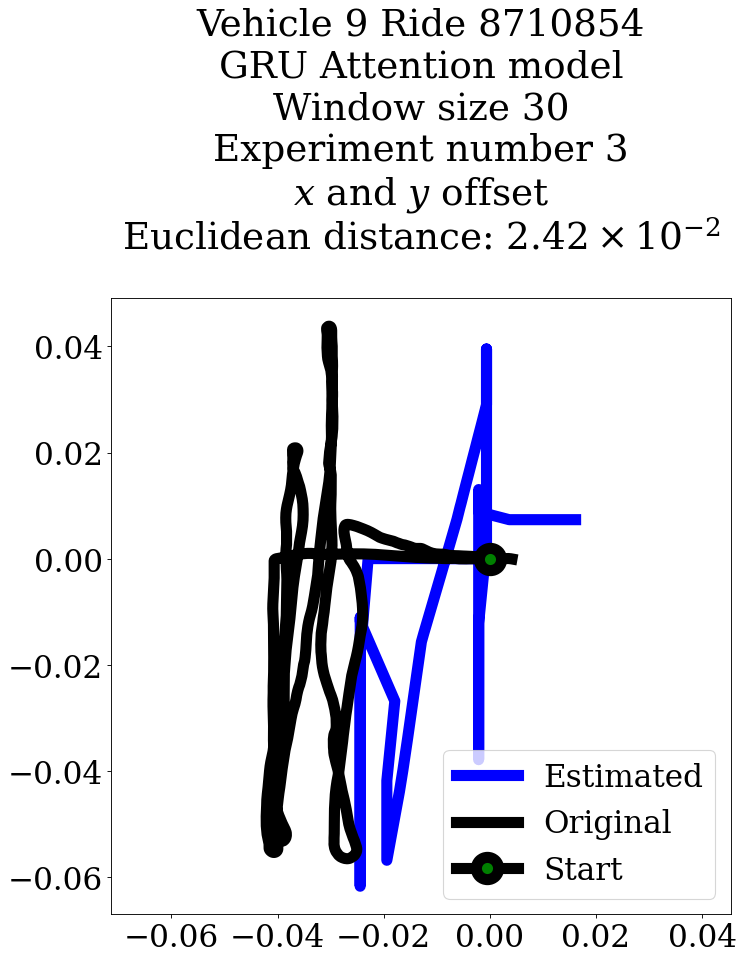 Vehicle 9 Ride 8710854
GRU Attention model
Window size 30
Experiment number 3
x and y offset
Euclidean distance: 2.42 × 10⁻²
0.04
0.02
0.00
−0.02
−0.04
−0.06
Estimated
Original
Start
−0.06 −0.04 −0.02 0.00 0.02 0.04